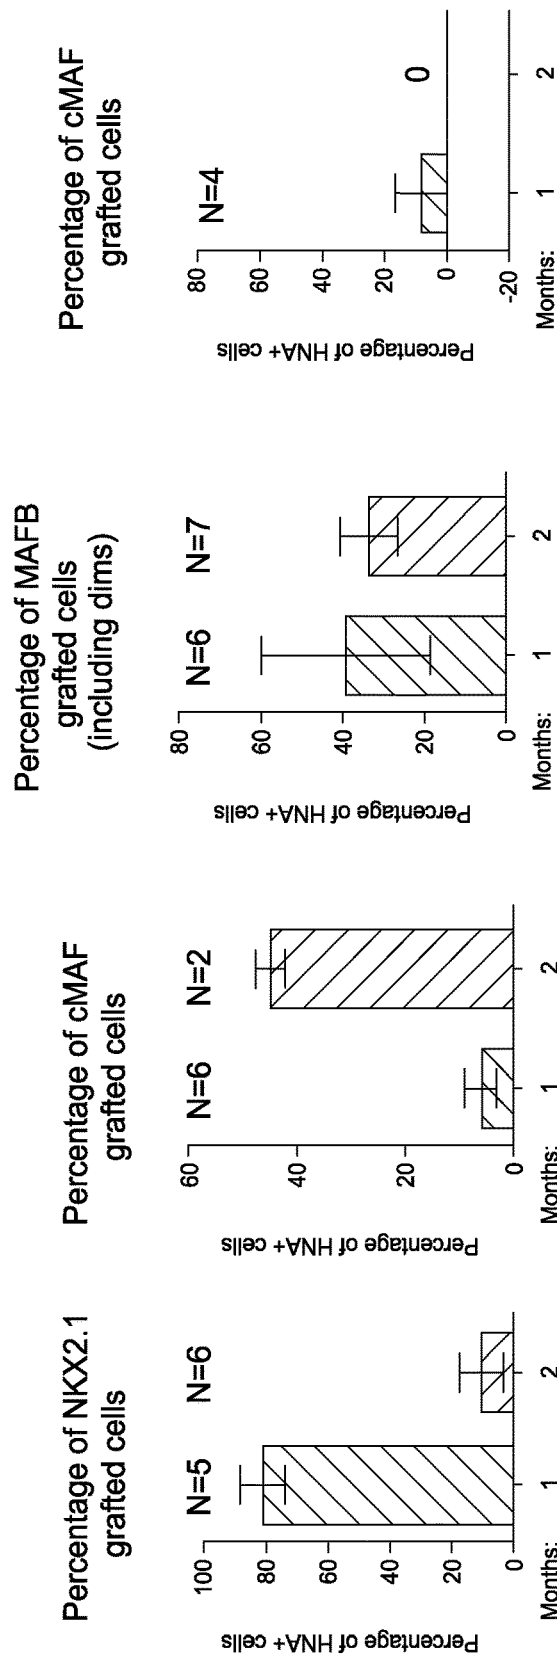 Percentage of NKX2.1
grafted cells
N=5
N=6
Percentage of HNA+ cells
100
80
60
40
20
0
Months:
1
2
Percentage of cMAF
grafted cells
N=6
N=2
Percentage of HNA+ cells
60
40
20
0
Months:
1
2
Percentage of MAFB
grafted cells
(including dims)
N=6
N=7
Percentage of HNA+ cells
80
60
40
20
0
Months:
1
2
Percentage of cMAF
grafted cells
N=4
0
Percentage of HNA+ cells
80
60
40
20
0
-20
Months:
1
2